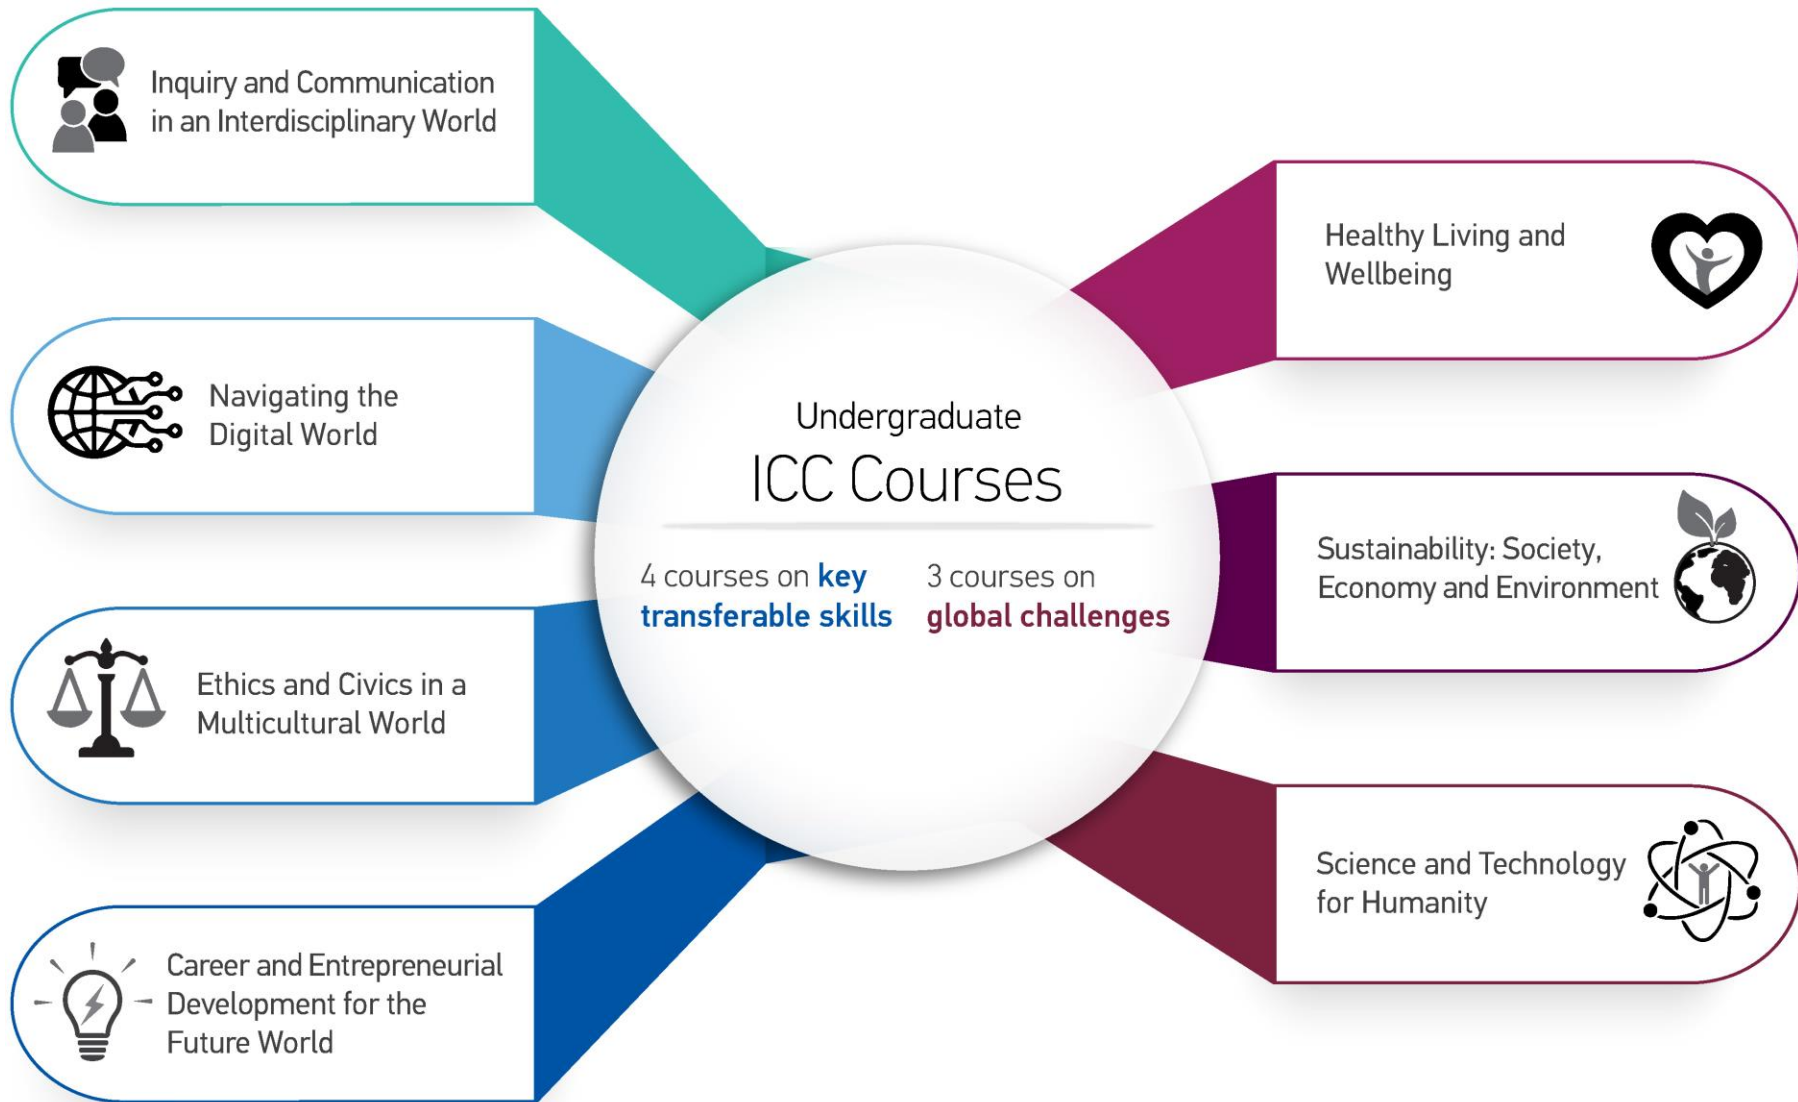 Inquiry and Communication
in an Interdisciplinary World
Navigating the
Digital World
Ethics and Civics in a
Multicultural World
Career and Entrepreneurial
Development for the
Future World
Undergraduate
ICC Courses
4 courses on key
transferable skills
3 courses on
global challenges
Healthy Living and
Wellbeing
Sustainability: Society,
Economy and Environment
Science and Technology
for Humanity